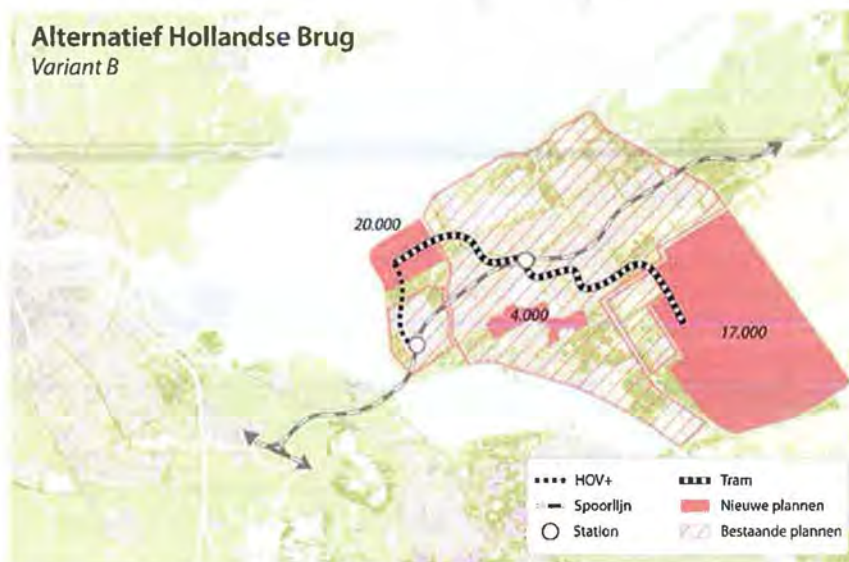 Alternatief Hollandse Brug
Variant B
20.000
4.000
17.000
HOV+
Tram
Spoorlijn
Nieuwe plannen
Station
Bestaande plannen